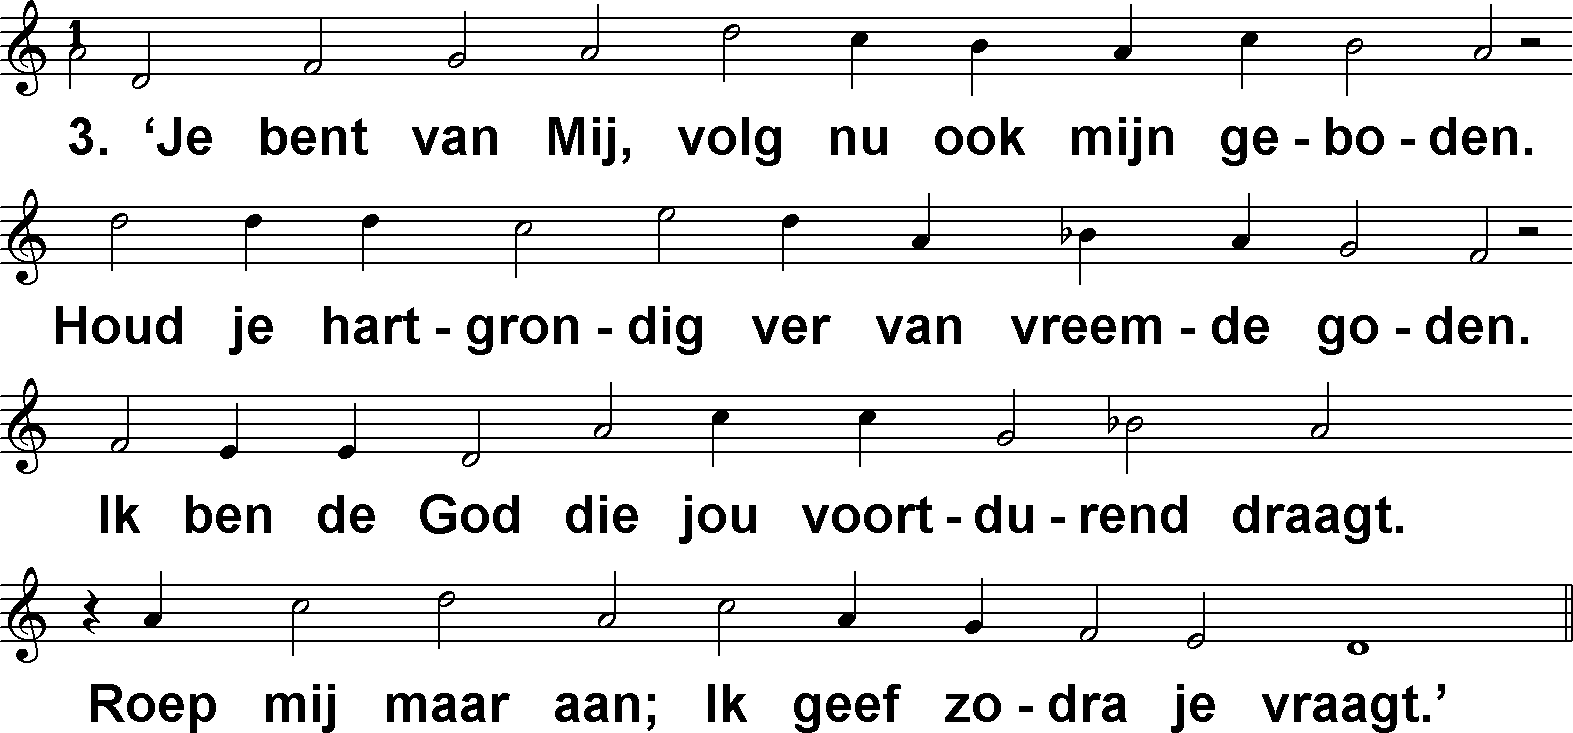 1
3. ‘Je bent van Mij, volg nu ook mijn ge - bo - den.
Houd je hart - gron - dig ver van vreem - de go - den.
Ik ben de God die jou voort - du - rend draagt.
Roep mij maar aan; Ik geef zo - dra je vraagt.’